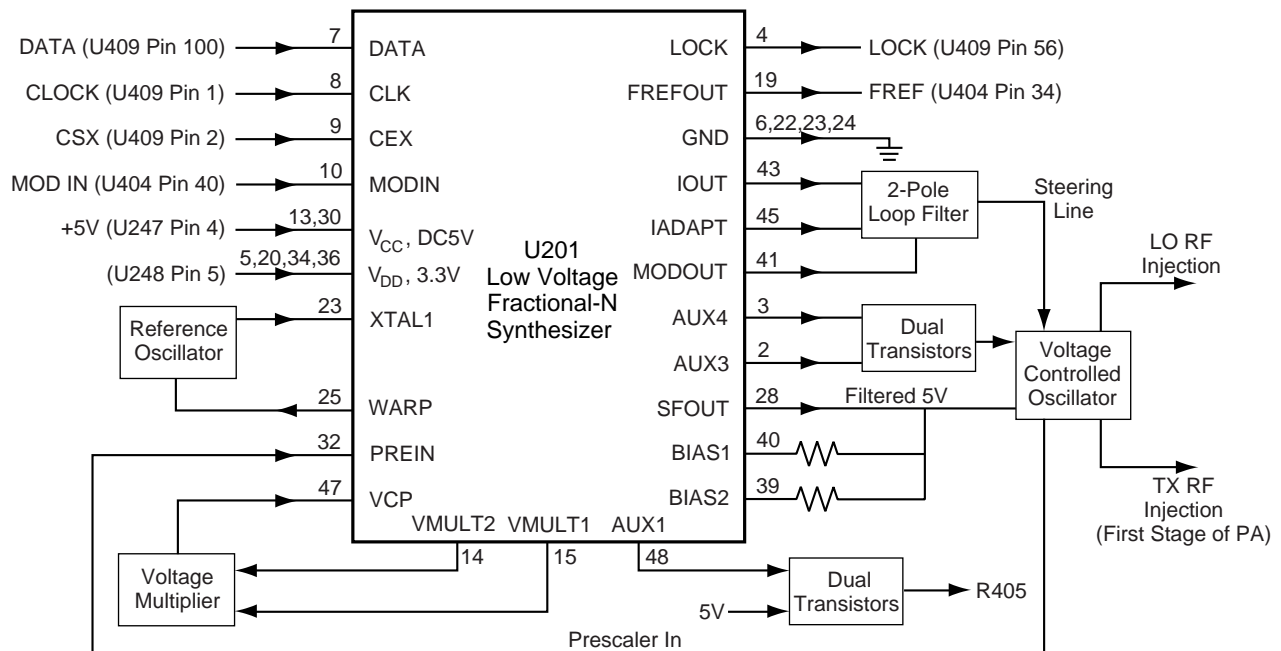 DATA (U409 Pin 100)
7
DATA
CLOCK (U409 Pin 1)
8
CLK
CSX (U409 Pin 2)
9
CEX
MOD IN (U404 Pin 40)
10
MODIN
+5V (U247 Pin 4)
13,30
VCC, DC5V
(U248 Pin 5)
5,20,34,36
VDD, 3.3V
Reference
Oscillator
23
XTAL1
25
WARP
32
PREIN
47
VCP
Voltage
Multiplier
VMULT2
14
VMULT1
15
AUX1
48
U201
Low Voltage
Fractional-N
Synthesizer
LOCK
4
LOCK (U409 Pin 56)
FREFOUT
19
FREF (U404 Pin 34)
GND
6,22,23,24
IOUT
43
IADAPT
45
MODOUT
41
2-Pole
Loop Filter
Steering
Line
AUX4
3
AUX3
2
Dual
Transistors
SFOUT
28
Filtered 5V
BIAS1
40
BIAS2
39
Voltage
Controlled
Oscillator
LO RF
Injection
TX RF
Injection
(First Stage of PA)
5V
Dual
Transistors
R405
Prescaler In